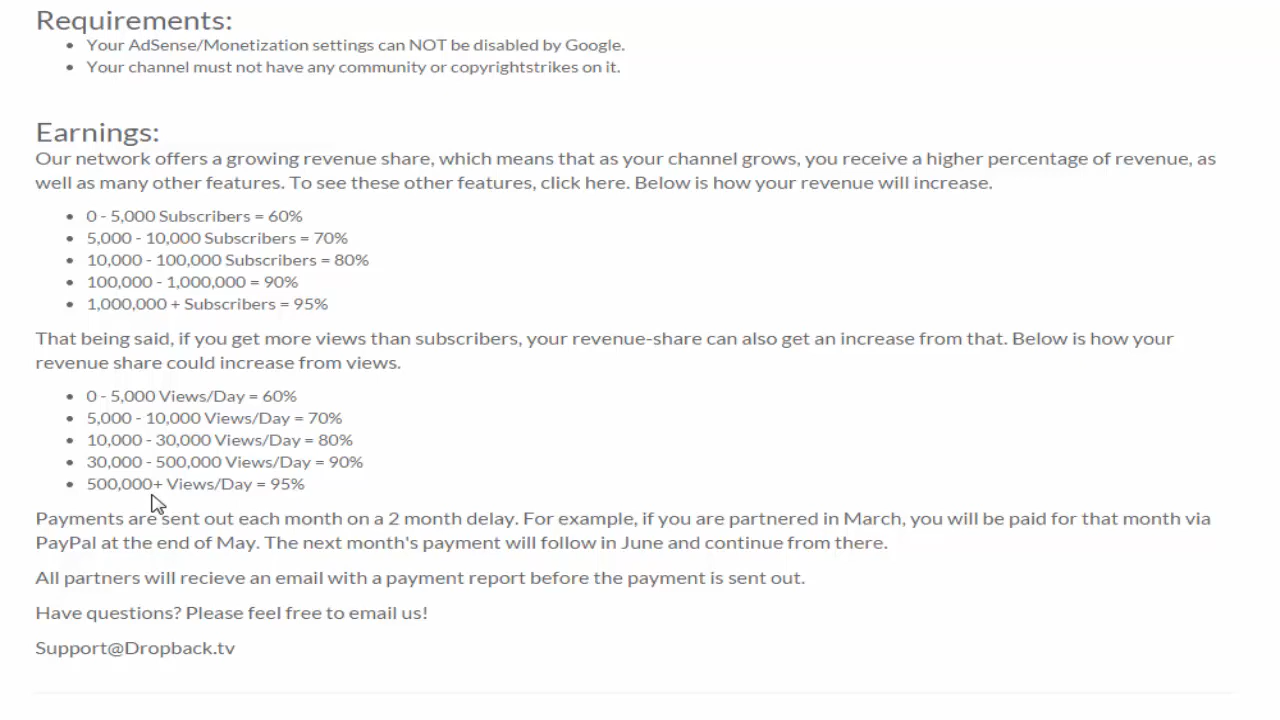 Requirements:
• Your AdSense/Monetization settings can NOT be disabled by Google.
• Your channel must not have any community or copyrightstrikes on it.
Earnings:
Our network offers a growing revenue share, which means that as your channel grows, you receive a higher percentage of revenue, as
well as many other features. To see these other features, click here. Below is how your revenue will increase.
• 0 - 5,000 Subscribers = 60%
• 5,000 - 10,000 Subscribers = 70%
• 10,000 - 100,000 Subscribers = 80%
• 100,000 - 1,000,000 = 90%
• 1,000,000 + Subscribers = 95%
That being said, if you get more views than subscribers, your revenue-share can also get an increase from that. Below is how your
revenue share could increase from views.
• 0 - 5,000 Views/Day = 60%
• 5,000 - 10,000 Views/Day = 70%
• 10,000 - 30,000 Views/Day = 80%
• 30,000 - 500,000 Views/Day = 90%
• 500,000+ Views/Day = 95%
Payments are sent out each month on a 2 month delay. For example, if you are partnered in March, you will be paid for that month via
PayPal at the end of May. The next month's payment will follow in June and continue from there.
All partners will recieve an email with a payment report before the payment is sent out.
Have questions? Please feel free to email us!
Support@Dropback.tv